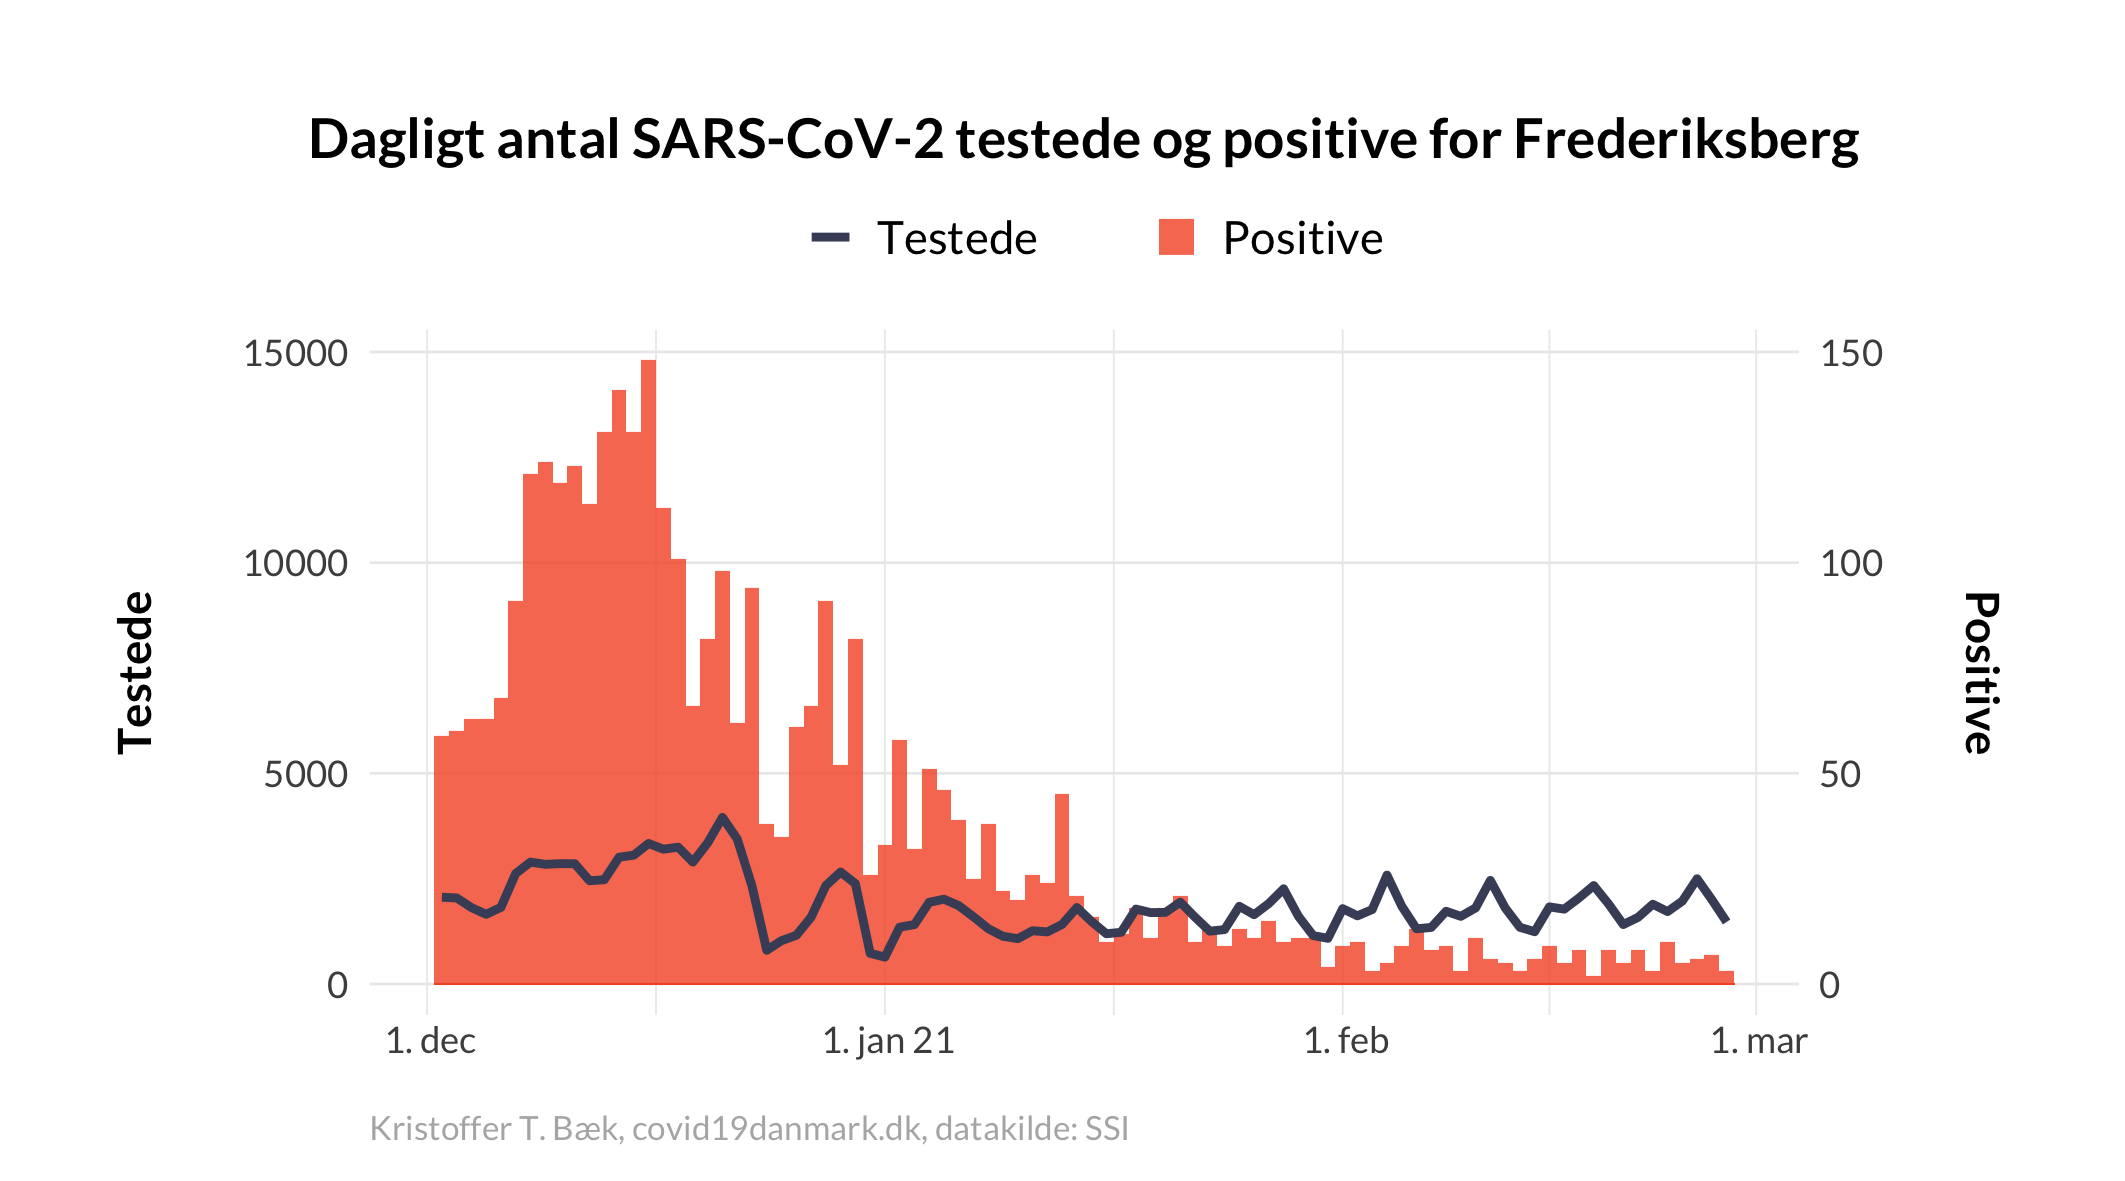 Dagligt antal SARS-CoV-2 testede og positive for Frederiksberg
Testede
Positive
15000
10000
5000
0
Testede
150
100
50
0
Positive
1. dec
1. jan 21
1. feb
1. mar
Kristoffer T. Bæk, covid19danmark.dk, datakilde: SSI